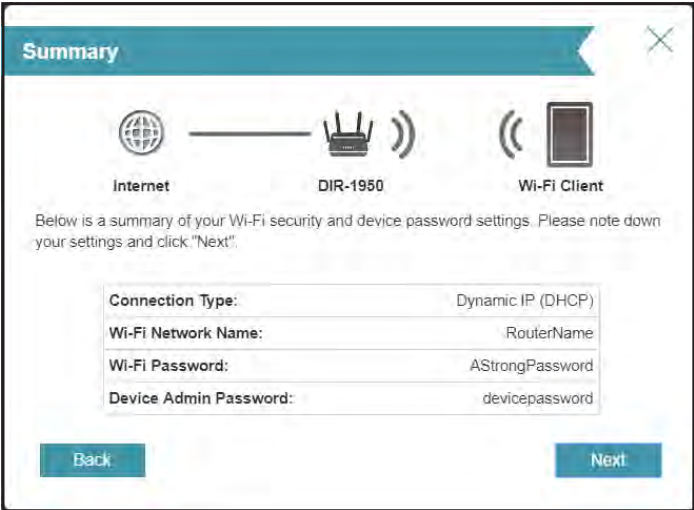 Summary
Internet
DIR-1950
Wi-Fi Client
Below is a summary of your Wi-Fi security and device password settings. Please note down
your settings and click "Next".
Connection Type: Dynamic IP (DHCP)
Wi-Fi Network Name: RouterName
Wi-Fi Password: AStrongPassword
Device Admin Password: devicepassword
Back
Next